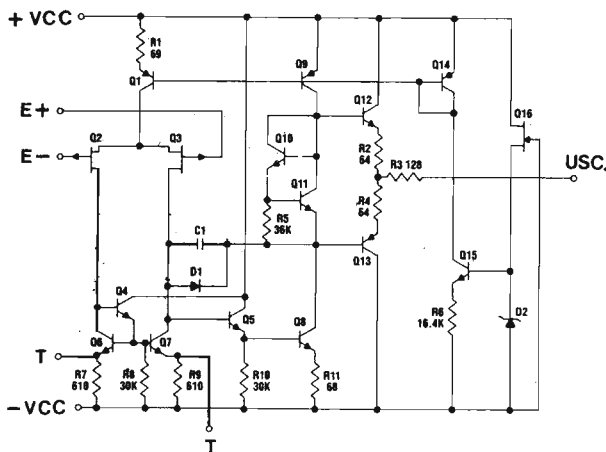 + VCC
R1
69
Q1
Q9
Q14
Q12
Q16
E+
Q2
Q3
Q10
R2
64
R3 128
USC.
E-
Q11
R4
64
C1
R5
36K
Q13
Q15
D1
R6
16.4K
D2
Q4
Q5
Q8
Q6
Q7
T
R7
610
R8
30K
R9
610
R10
30K
R11
68
-VCC
T